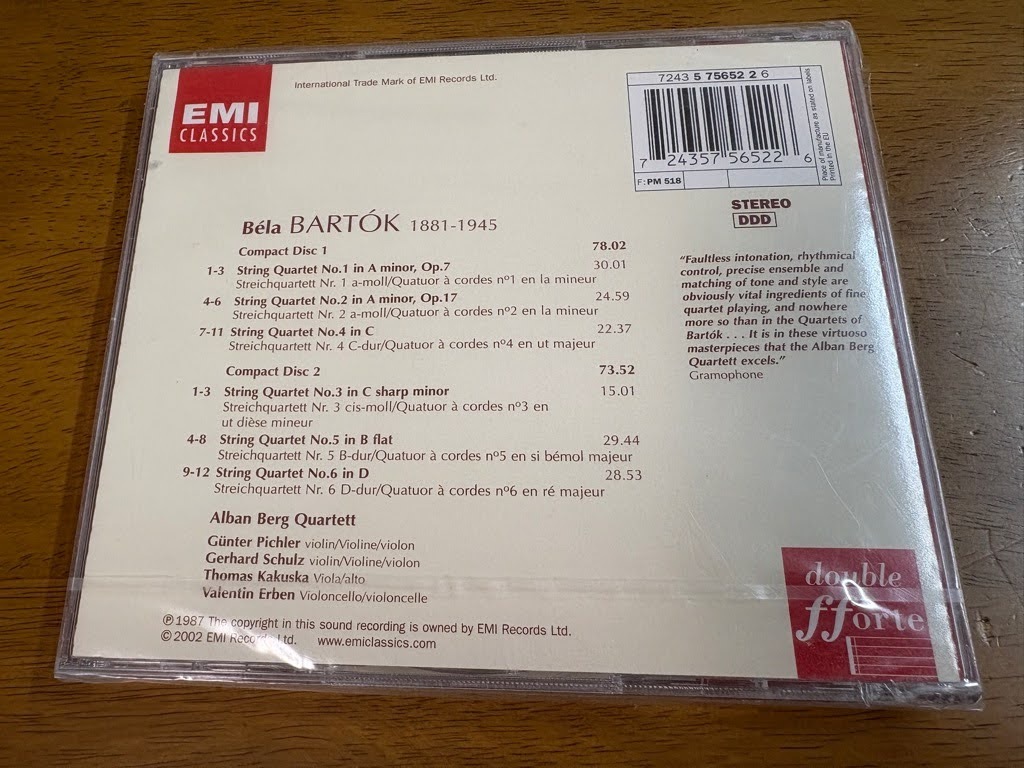 EMI
CLASSICS
International Trade Mark of EMI Records Ltd.
7243 5 75652 2 6
7 24357 56522 6
F: PM 518
Place of manufacture as stated on labels
Printed in the EU
STEREO
DDD
Béla BARTÓK 1881-1945
Compact Disc 1 78.02
1-3 String Quartet No.1 in A minor, Op.7 30.01
Streichquartett Nr. 1 a-moll/Quatuor à cordes nº1 en la mineur
4-6 String Quartet No.2 in A minor, Op.17 24.59
Streichquartett Nr. 2 a-moll/Quatuor à cordes nº2 en la mineur
7-11 String Quartet No.4 in C 22.37
Streichquartett Nr. 4 C-dur/Quatuor à cordes nº4 en ut majeur
Compact Disc 2 73.52
1-3 String Quartet No.3 in C sharp minor 15.01
Streichquartett Nr. 3 cis-moll/Quatuor à cordes nº3 en
ut dièse mineur
4-8 String Quartet No.5 in B flat 29.44
Streichquartett Nr. 5 B-dur/Quatuor à cordes nº5 en si bémol majeur
9-12 String Quartet No.6 in D 28.53
Streichquartett Nr. 6 D-dur/Quatuor à cordes nº6 en ré majeur
"Faultless intonation, rhythmical
control, precise ensemble and
matching of tone and style are
obviously vital ingredients of fine
quartet playing, and nowhere
more so than in the Quartets of
Bartók . . . It is in these virtuoso
masterpieces that the Alban Berg
Quartett excels."
Gramophone
Alban Berg Quartett
Günter Pichler violin/Violine/violon
Gerhard Schulz violin/Violine/violon
Thomas Kakuska Viola/alto
Valentin Erben Violoncello/violoncelle
℗ 1987 The copyright in this sound recording is owned by EMI Records Ltd.
© 2002 EMI Records Ltd. www.emiclassics.com
double
fforte